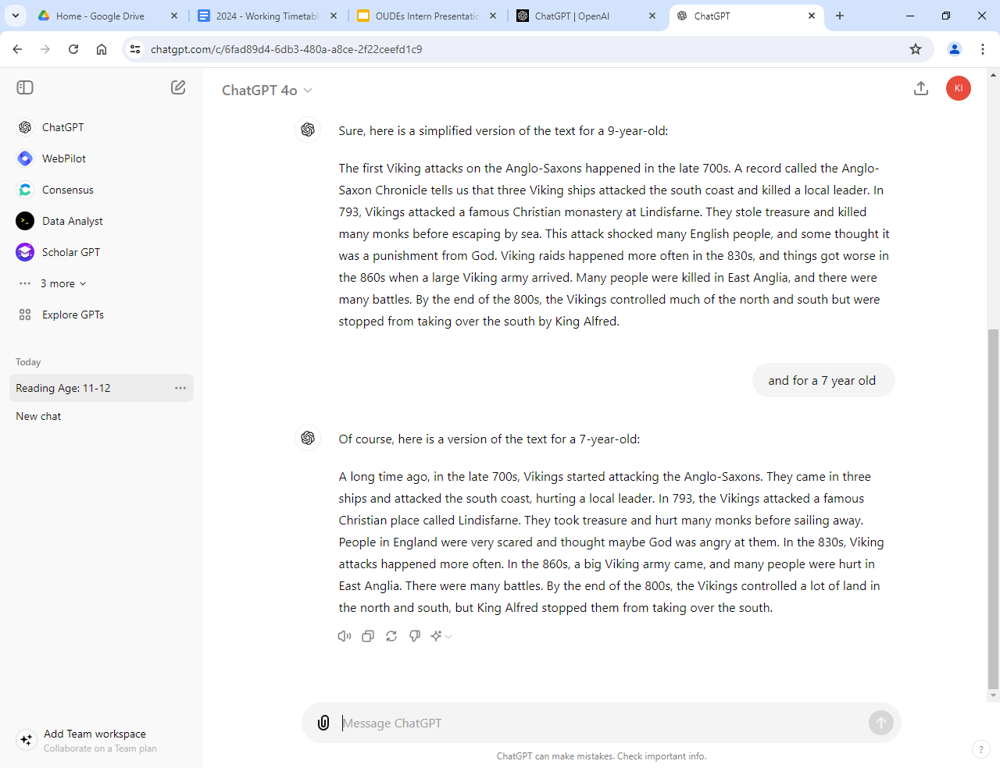 Home - Google Drive
2024 - Working Timetabl
OUDEs Intern Presentatio
ChatGPT | OpenAI
ChatGPT
chatgpt.com/c/6fad89d4-6db3-480a-a8ce-2f22ceefd1c9
ChatGPT
WebPilot
Consensus
Data Analyst
Scholar GPT
3 more
Explore GPTs
Today
Reading Age: 11-12
New chat
Add Team workspace
Collaborate on a Team plan
ChatGPT 4o
KI
Sure, here is a simplified version of the text for a 9-year-old:
The first Viking attacks on the Anglo-Saxons happened in the late 700s. A record called the Anglo-
Saxon Chronicle tells us that three Viking ships attacked the south coast and killed a local leader. In
793, Vikings attacked a famous Christian monastery at Lindisfarne. They stole treasure and killed
many monks before escaping by sea. This attack shocked many English people, and some thought it
was a punishment from God. Viking raids happened more often in the 830s, and things got worse in
the 860s when a large Viking army arrived. Many people were killed in East Anglia, and there were
many battles. By the end of the 800s, the Vikings controlled much of the north and south but were
stopped from taking over the south by King Alfred.
and for a 7 year old
Of course, here is a version of the text for a 7-year-old:
A long time ago, in the late 700s, Vikings started attacking the Anglo-Saxons. They came in three
ships and attacked the south coast, hurting a local leader. In 793, the Vikings attacked a famous
Christian place called Lindisfarne. They took treasure and hurt many monks before sailing away.
People in England were very scared and thought maybe God was angry at them. In the 830s, Viking
attacks happened more often. In the 860s, a big Viking army came, and many people were hurt in
East Anglia. There were many battles. By the end of the 800s, the Vikings controlled a lot of land in
the north and south, but King Alfred stopped them from taking over the south.
Message ChatGPT
ChatGPT can make mistakes. Check important info.
?